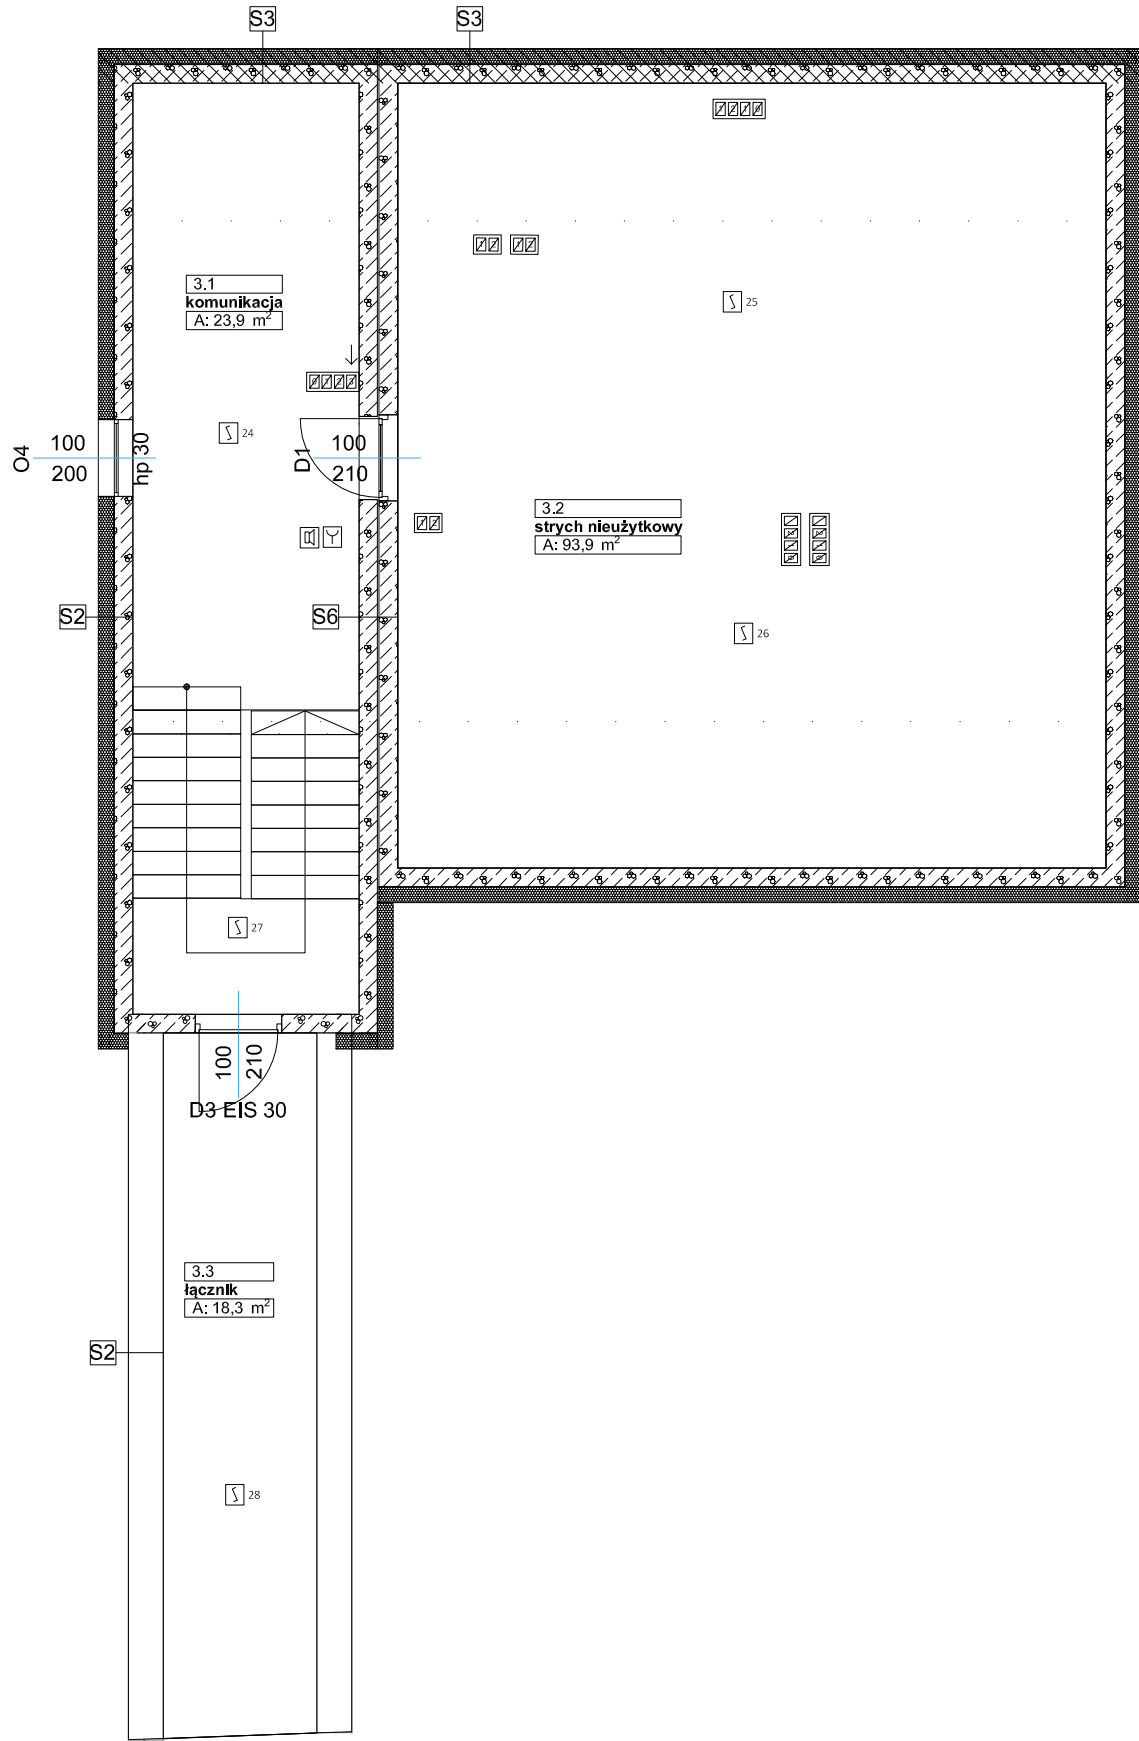 S3
S3
3.1
komunikacja
A: 23,9 m²
25
24
O4
100
200
hp 30
D1
100
210
3.2
strych nieużytkowy
A: 93,9 m²
S2
S6
26
27
100
210
D3 EIS 30
3.3
łącznik
A: 18,3 m²
S2
28